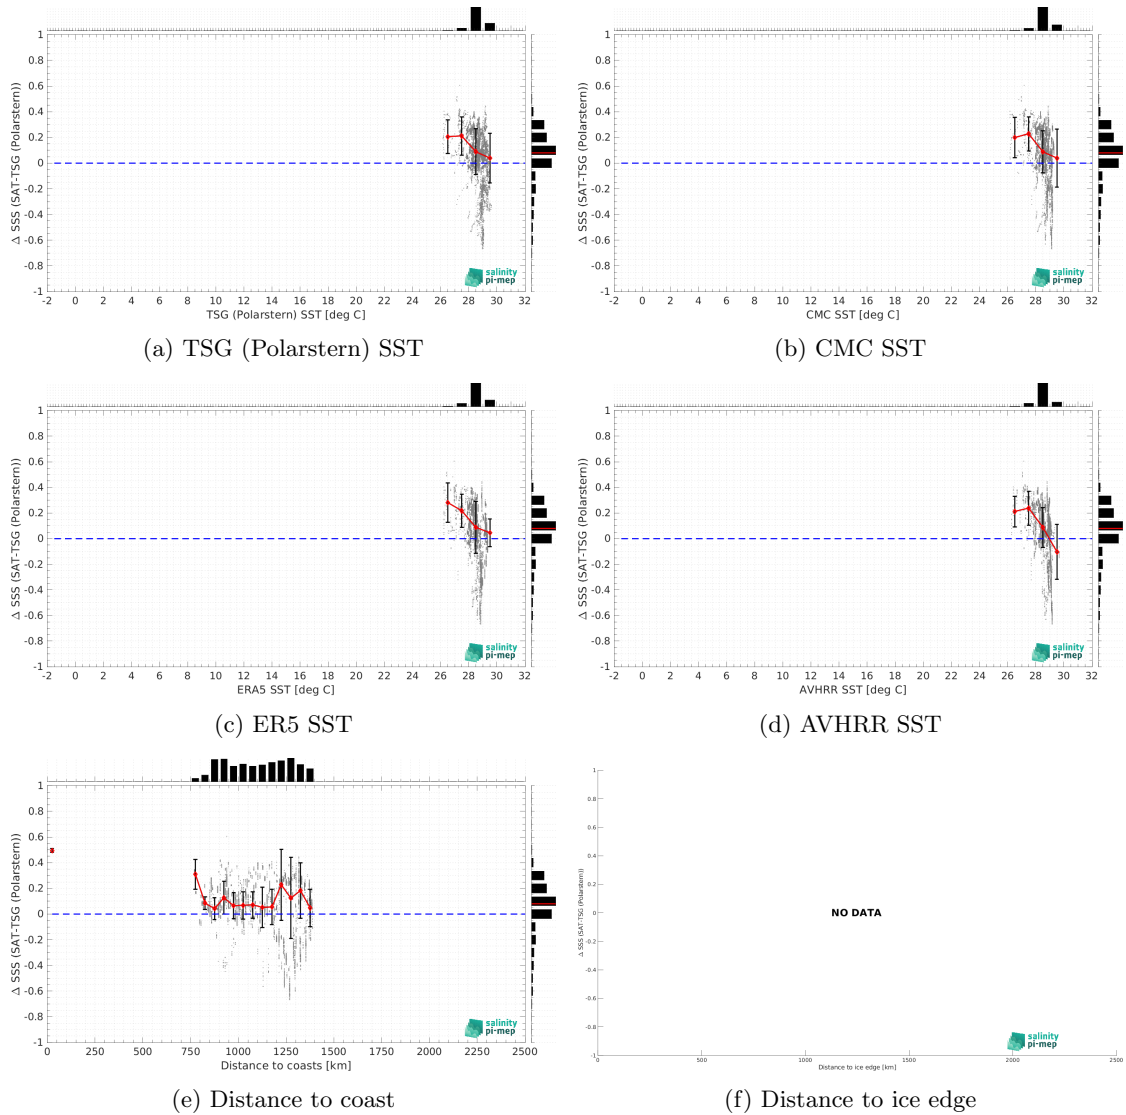 1
0.8
0.6
0.4
0.2
0
-0.2
-0.4
-0.6
-0.8
-1
Δ SSS (SAT-TSG (Polarstern))
salinity
pi-mep
-2 0 2 4 6 8 10 12 14 16 18 20 22 24 26 28 30 32
TSG (Polarstern) SST [deg C]
(a) TSG (Polarstern) SST
1
0.8
0.6
0.4
0.2
0
-0.2
-0.4
-0.6
-0.8
-1
Δ SSS (SAT-TSG (Polarstern))
salinity
pi-mep
-2 0 2 4 6 8 10 12 14 16 18 20 22 24 26 28 30 32
CMC SST [deg C]
(b) CMC SST
1
0.8
0.6
0.4
0.2
0
-0.2
-0.4
-0.6
-0.8
-1
Δ SSS (SAT-TSG (Polarstern))
salinity
pi-mep
-2 0 2 4 6 8 10 12 14 16 18 20 22 24 26 28 30 32
ERA5 SST [deg C]
(c) ER5 SST
1
0.8
0.6
0.4
0.2
0
-0.2
-0.4
-0.6
-0.8
-1
Δ SSS (SAT-TSG (Polarstern))
salinity
pi-mep
-2 0 2 4 6 8 10 12 14 16 18 20 22 24 26 28 30 32
AVHRR SST [deg C]
(d) AVHRR SST
1
0.8
0.6
0.4
0.2
0
-0.2
-0.4
-0.6
-0.8
-1
Δ SSS (SAT-TSG (Polarstern))
salinity
pi-mep
0 250 500 750 1000 1250 1500 1750 2000 2250 2500
Distance to coasts [km]
(e) Distance to coast
1
0.8
0.6
0.4
0.2
0
-0.2
-0.4
-0.6
-0.8
-1
Δ SSS (SAT-TSG (Polarstern))
NO DATA
salinity
pi-mep
0 500 1000 1500 2000 2500
Distance to ice edge [km]
(f) Distance to ice edge